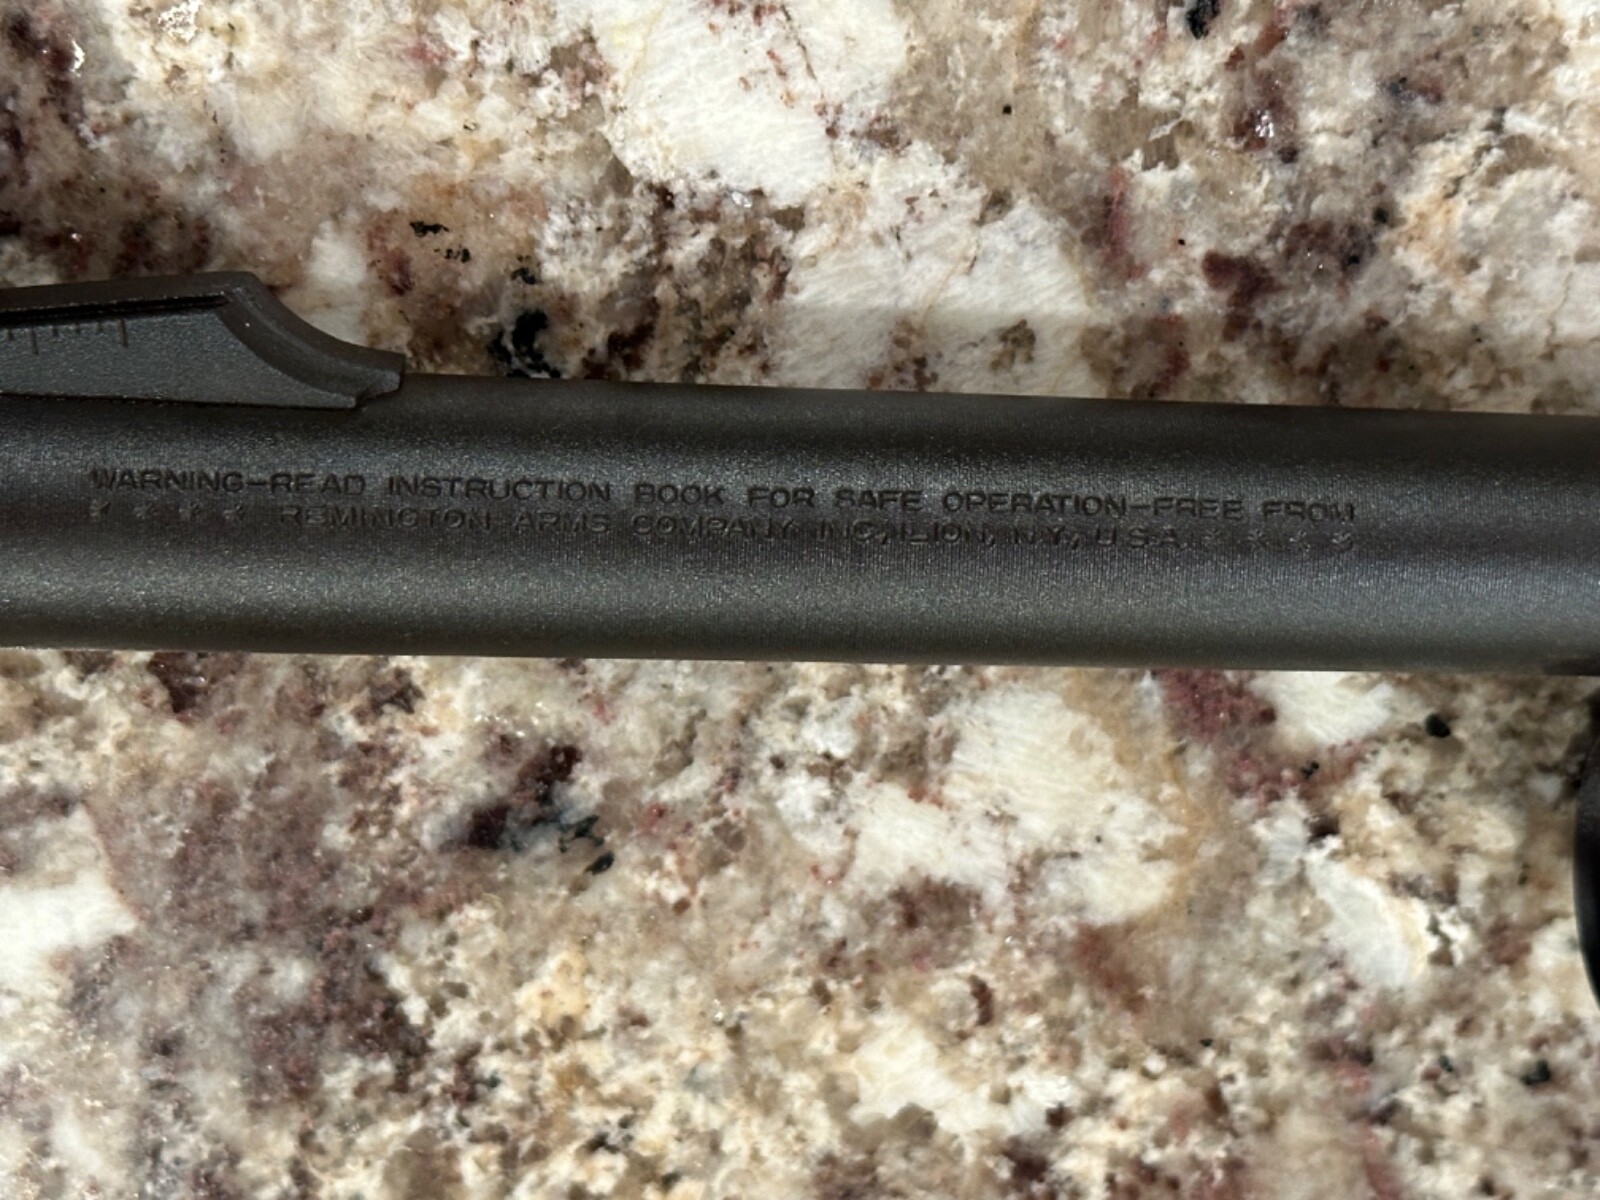 WARNING-READ INSTRUCTION BOOK FOR SAFE OPERATION-FREE FROM
* * * * REMINGTON ARMS COMPANY INC, ILION, N.Y., U.S.A. * * * *